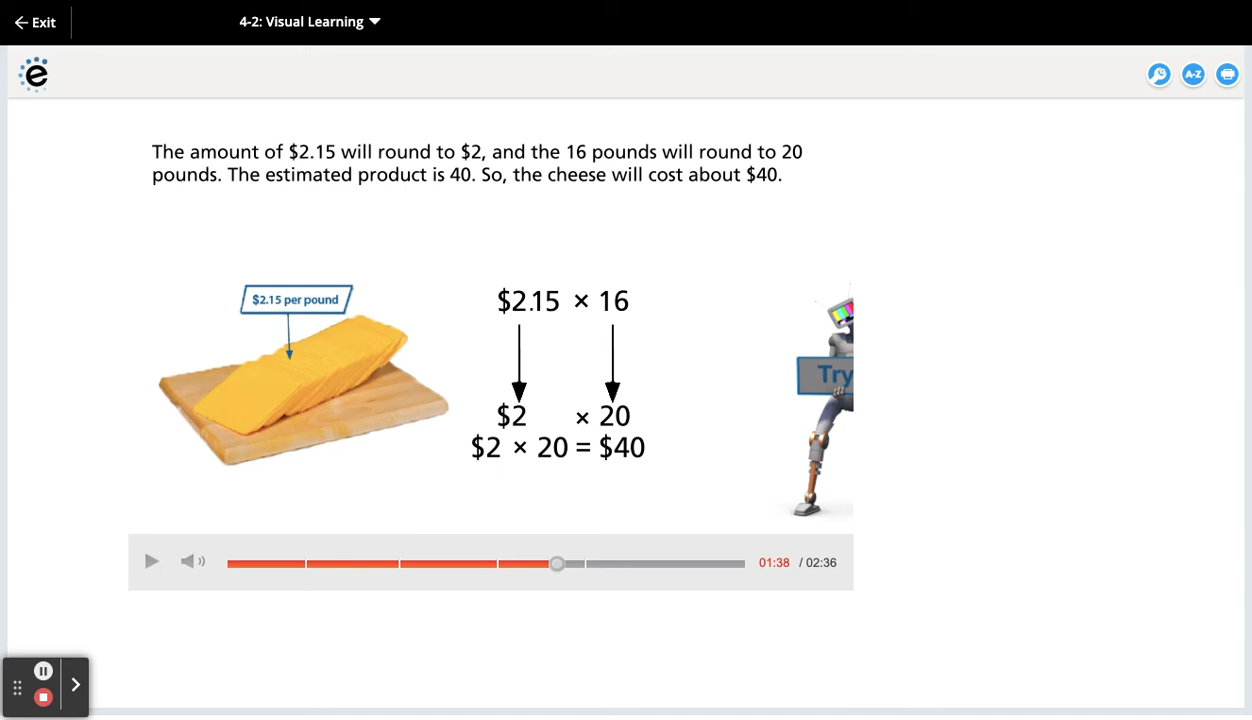 Exit
4-2: Visual Learning
e
A-Z
The amount of $2.15 will round to $2, and the 16 pounds will round to 20
pounds. The estimated product is 40. So, the cheese will cost about $40.
$2.15 per pound
$2.15 × 16
$2 × 20
$2 × 20 = $40
Try
01:38 / 02:36